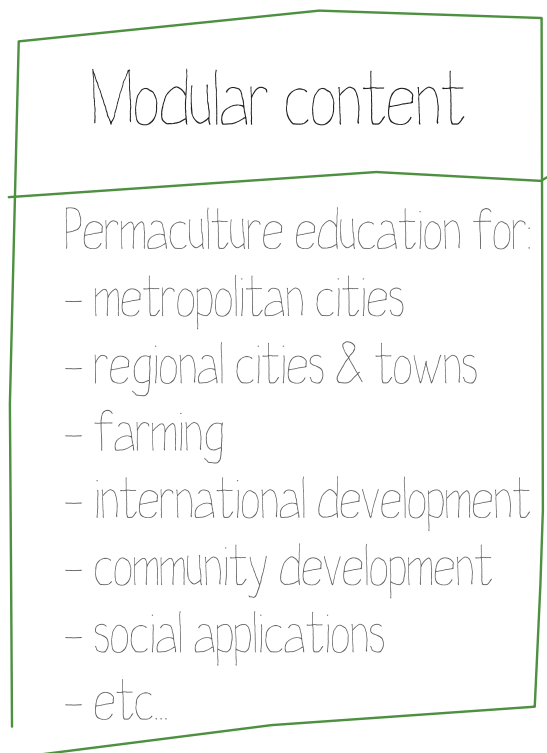 Modular content
Permaculture education for:
– metropolitan cities
– regional cities & towns
– farming
– international development
– community development
– social applications
– etc...